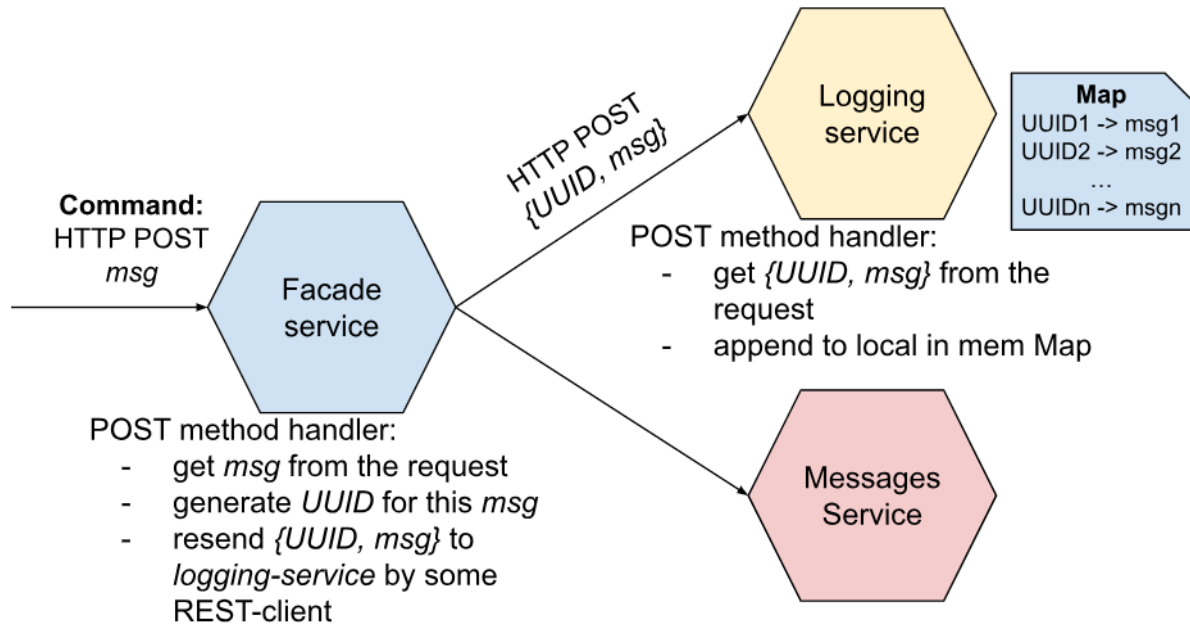 Command:
HTTP POST
msg
Facade
service
POST method handler:
- get msg from the request
- generate UUID for this msg
- resend {UUID, msg} to
logging-service by some
REST-client
HTTP POST
{UUID, msg}
Logging
service
Map
UUID1 -> msg1
UUID2 -> msg2
...
UUIDn -> msgn
POST method handler:
- get {UUID, msg} from the
request
- append to local in mem Map
Messages
Service